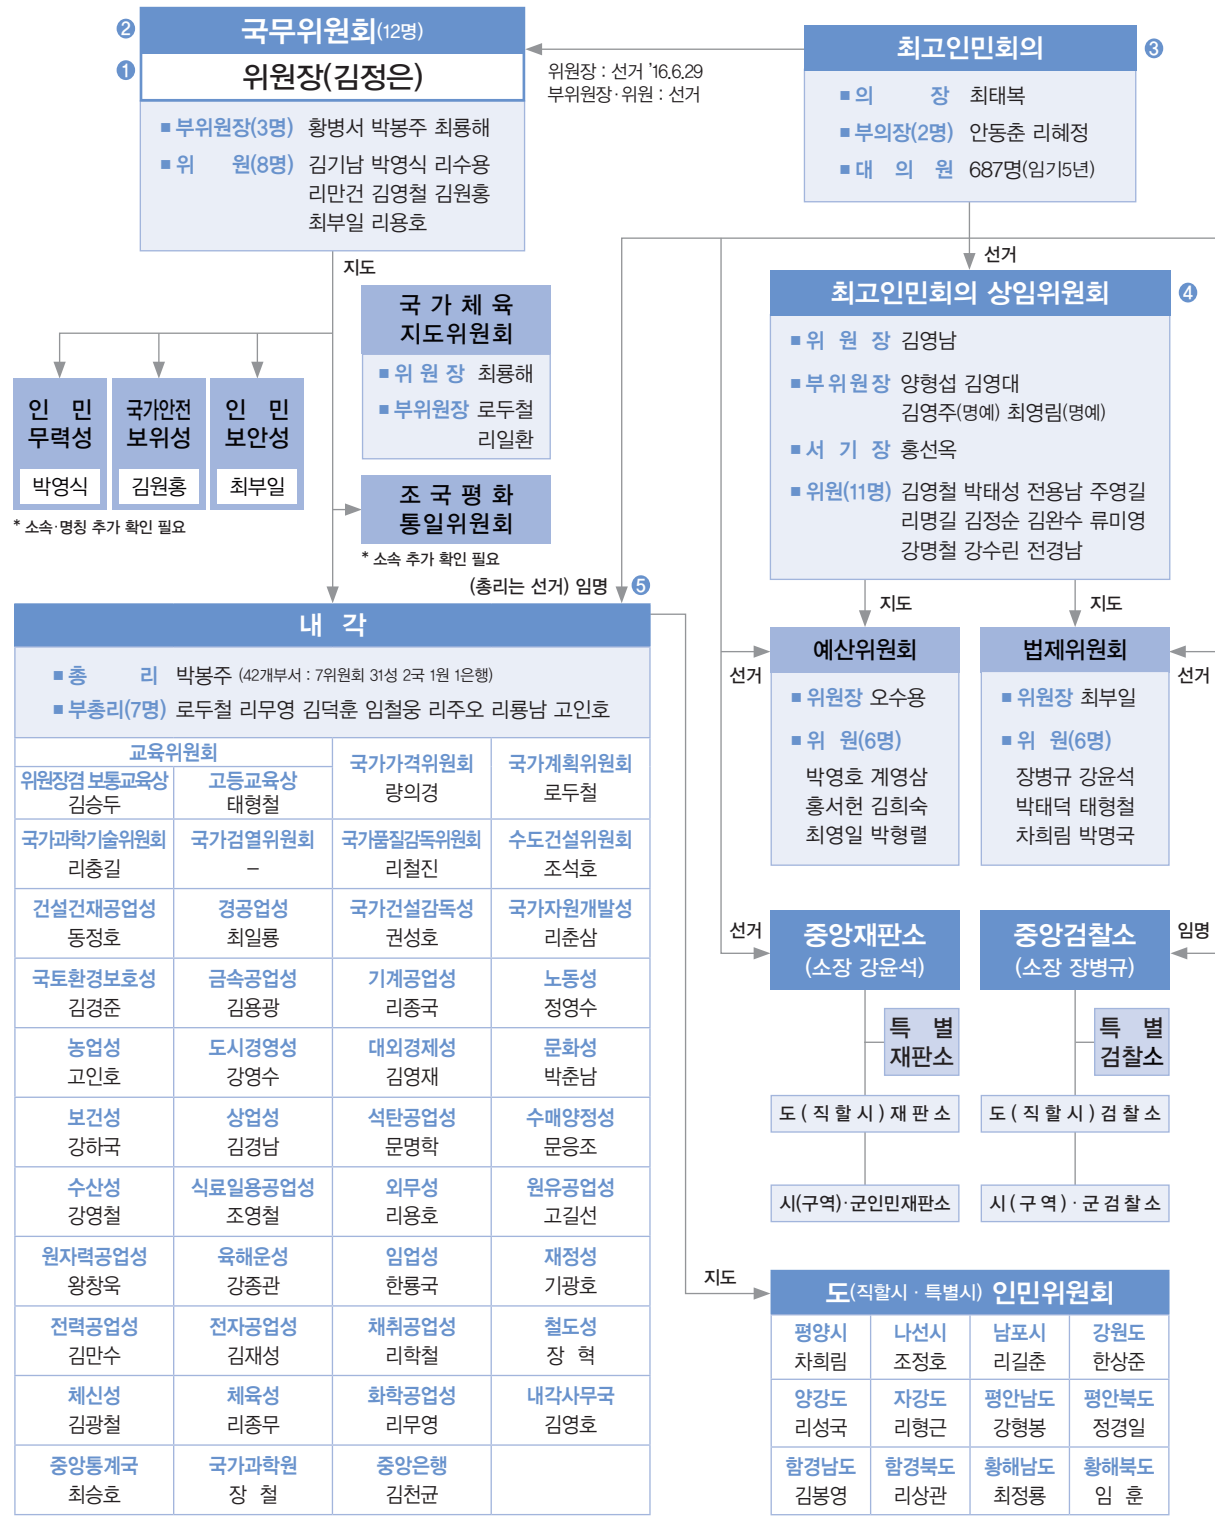 ❷ 국무위원회(12명)
❶ 위원장(김정은)
■ 부위원장(3명) 황병서 박봉주 최룡해
■ 위 원(8명) 김기남 박영식 리수용
리만건 김영철 김원홍
최부일 리용호
위원장 : 선거 ’16.6.29
부위원장·위원 : 선거
최고인민회의 ❸
■ 의 장 최태복
■ 부의장(2명) 안동춘 리혜정
■ 대 의 원 687명(임기5년)
지도
선거
국 가 체 육
지도위원회
■ 위 원 장 최룡해
■ 부위원장 로두철
리일환
인 민
무력성
박영식
국가안전
보위성
김원홍
인 민
보안성
최부일
* 소속·명칭 추가 확인 필요
조 국 평 화
통일위원회
* 소속 추가 확인 필요
최고인민회의 상임위원회 ❹
■ 위 원 장 김영남
■ 부위원장 양형섭 김영대
김영주(명예) 최영림(명예)
■ 서 기 장 홍선옥
■ 위원(11명) 김영철 박태성 전용남 주영길
리명길 김정순 김완수 류미영
강명철 강수린 전경남
(총리는 선거) 임명 ❺
내 각
■ 총 리 박봉주 (42개부서 : 7위원회 31성 2국 1원 1은행)
■ 부총리(7명) 로두철 리무영 김덕훈 임철웅 리주오 리룡남 고인호
교육위원회
위원장겸 보통교육상
김승두
고등교육상
태형철
국가가격위원회
량의경
국가계획위원회
로두철
국가과학기술위원회
리충길
국가검열위원회
–
국가품질감독위원회
리철진
수도건설위원회
조석호
건설건재공업성
동정호
경공업성
최일룡
국가건설감독성
권성호
국가자원개발성
리춘삼
국토환경보호성
김경준
금속공업성
김용광
기계공업성
리종국
노동성
정영수
농업성
고인호
도시경영성
강영수
대외경제성
김영재
문화성
박춘남
보건성
강하국
상업성
김경남
석탄공업성
문명학
수매양정성
문응조
수산성
강영철
식료일용공업성
조영철
외무성
리용호
원유공업성
고길선
원자력공업성
왕창욱
육해운성
강종관
임업성
한룡국
재정성
기광호
전력공업성
김만수
전자공업성
김재성
채취공업성
리학철
철도성
장 혁
체신성
김광철
체육성
리종무
화학공업성
리무영
내각사무국
김영호
중앙통계국
최승호
국가과학원
장 철
중앙은행
김천균
지도
지도
선거
예산위원회
■ 위원장 오수용
■ 위 원(6명)
박영호 계영삼
홍서헌 김희숙
최영일 박형렬
선거
법제위원회
■ 위원장 최부일
■ 위 원(6명)
장병규 강윤석
박태덕 태형철
차희림 박명국
선거
중앙재판소
(소장 강윤석)
특 별
재판소
도(직할시)재판소
시(구역)·군인민재판소
임명
중앙검찰소
(소장 장병규)
특 별
검찰소
도(직할시)검찰소
시(구역)·군검찰소
지도
도(직할시·특별시) 인민위원회
평양시
차희림
나선시
조정호
남포시
리길춘
강원도
한상준
양강도
리성국
자강도
리형근
평안남도
강형봉
평안북도
정경일
함경남도
김봉영
함경북도
리상관
황해남도
최정룡
황해북도
임 훈